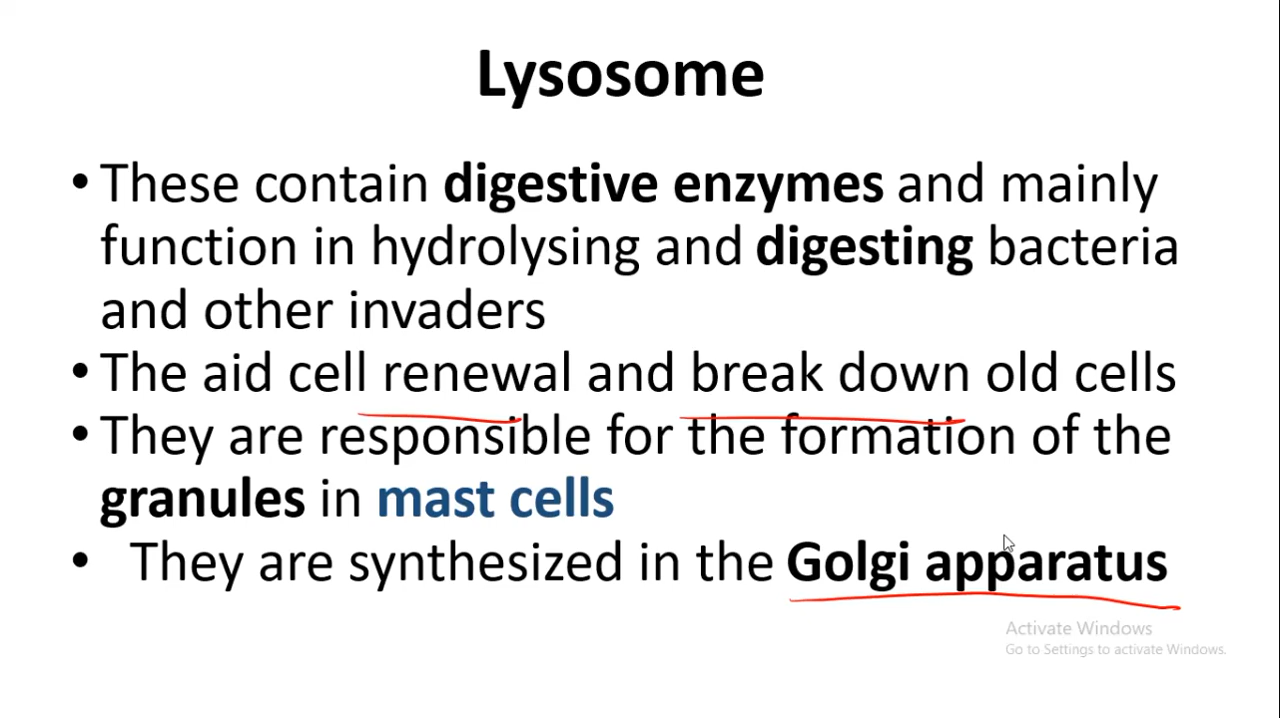 Lysosome
• These contain digestive enzymes and mainly
function in hydrolysing and digesting bacteria
and other invaders
• The aid cell renewal and break down old cells
• They are responsible for the formation of the
granules in mast cells
• They are synthesized in the Golgi apparatus
Activate Windows
Go to Settings to activate Windows.